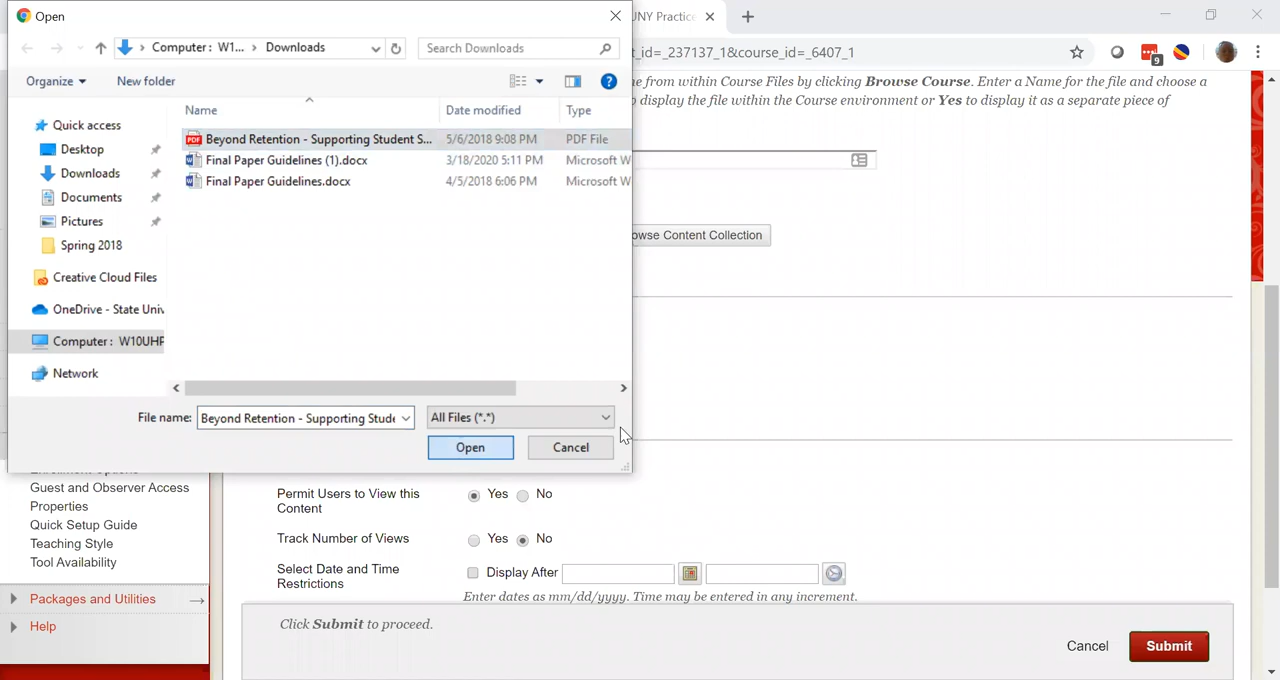 Open
UNY Practice
Computer: W1... > Downloads
Search Downloads
t_id=_237137_1&course_id=_6407_1
9
Organize
New folder
me from within Course Files by clicking Browse Course. Enter a Name for the file and choose a
display the file within the Course environment or Yes to display it as a separate piece of
Name
Date modified
Type
Quick access
Desktop
Downloads
Documents
Pictures
Spring 2018
Creative Cloud Files
OneDrive - State Univ
Computer: W10UHP
Network
PDF
Beyond Retention - Supporting Student S... 5/6/2018 9:08 PM PDF File
Final Paper Guidelines (1).docx 3/18/2020 5:11 PM Microsoft W
Final Paper Guidelines.docx 4/5/2018 6:06 PM Microsoft W
owse Content Collection
File name: Beyond Retention - Supporting Stude
All Files (*.*)
Open
Cancel
Guest and Observer Access
Properties
Quick Setup Guide
Teaching Style
Tool Availability
Packages and Utilities
Help
Permit Users to View this
Content
Yes No
Track Number of Views
Yes No
Select Date and Time
Restrictions
Display After
Enter dates as mm/dd/yyyy. Time may be entered in any increment.
Click Submit to proceed.
Cancel
Submit